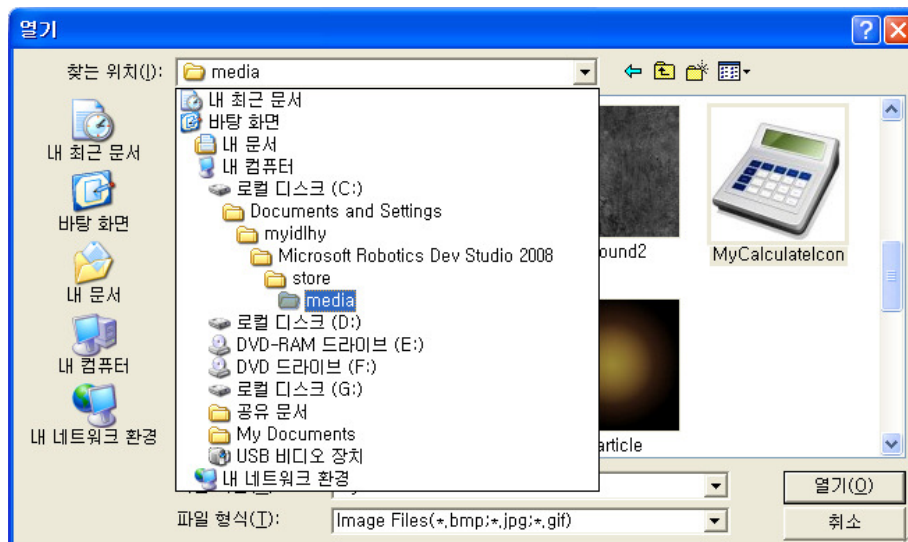 열기
찾는 위치(I):
media
내 최근 문서
바탕 화면
내 문서
내 컴퓨터
내 네트워크 환경
내 최근 문서
바탕 화면
내 문서
내 컴퓨터
로컬 디스크 (C:)
Documents and Settings
myidlhy
Microsoft Robotics Dev Studio 2008
store
media
로컬 디스크 (D:)
DVD-RAM 드라이브 (E:)
DVD 드라이브 (F:)
로컬 디스크 (G:)
공유 문서
My Documents
USB 비디오 장치
내 네트워크 환경
ound2
MyCalculateIcon
article
열기(O)
파일 형식(T):
Image Files(*.bmp;*.jpg;*.gif)
취소